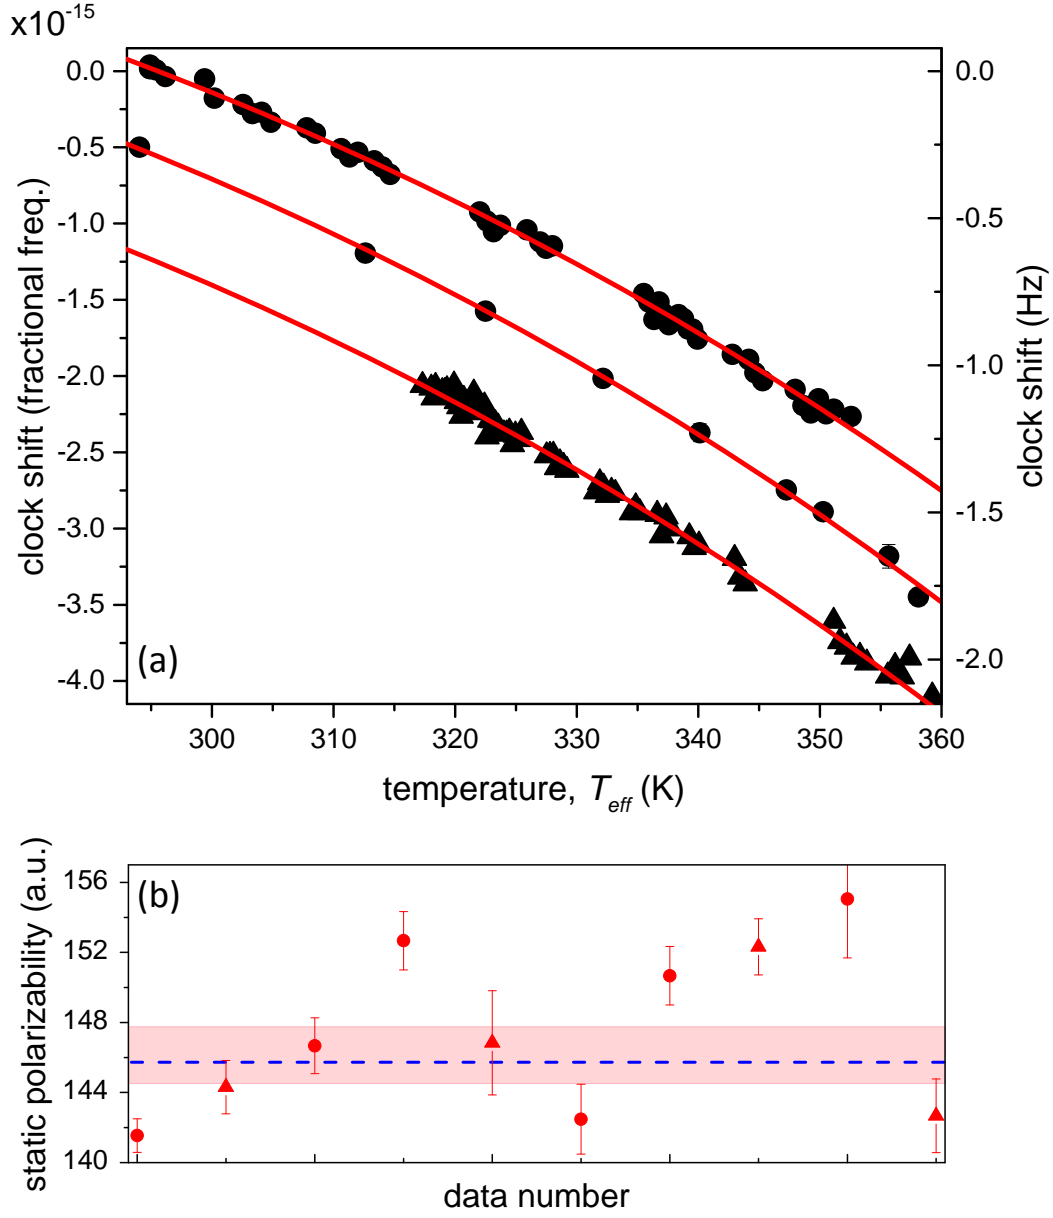 x10-15
0.0
-0.5
-1.0
-1.5
-2.0
-2.5
-3.0
-3.5
-4.0
clock shift (fractional freq.)
0.0
-0.5
-1.0
-1.5
-2.0
clock shift (Hz)
(a)
300 310 320 330 340 350 360
temperature, Teff (K)
156
152
148
144
140
static polarizability (a.u.)
(b)
data number